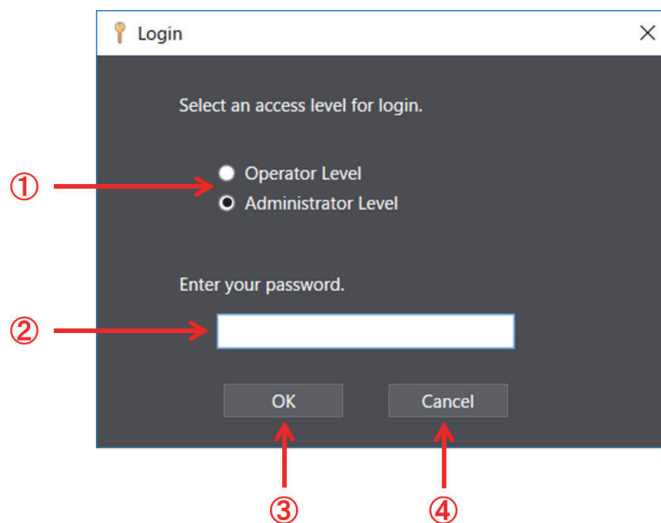 Login
Select an access level for login.
① Operator Level
Administrator Level
Enter your password.
②
OK Cancel
③ ④